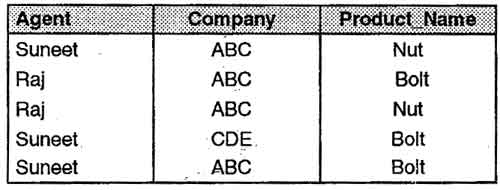 Agent Company Product_Name
Suneet ABC Nut
Raj ABC Bolt
Raj ABC Nut
Suneet CDE Bolt
Suneet ABC Bolt